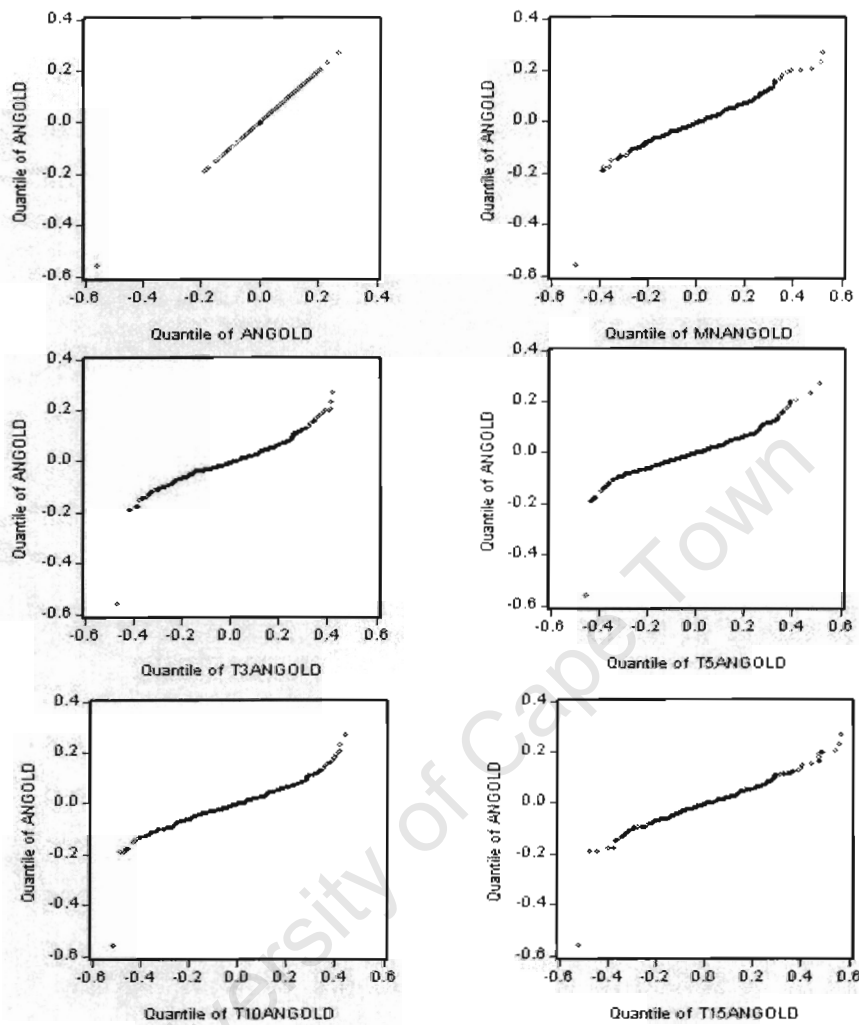 0.4
0.2
0.0
-0.2
-0.4
-0.6
Quantile of ANGOLD
-0.6 -0.4 -0.2 0.0 0.2 0.4
Quantile of ANGOLD
0.4
0.2
0.0
-0.2
-0.4
-0.6
Quantile of ANGOLD
-0.6 -0.4 -0.2 0.0 0.2 0.4 0.6
Quantile of MNANGOLD
0.4
0.2
0.0
-0.2
-0.4
-0.6
Quantile of ANGOLD
-0.6 -0.4 -0.2 0.0 0.2 0.4 0.6
Quantile of T3ANGOLD
0.4
0.2
0.0
-0.2
-0.4
-0.6
Quantile of ANGOLD
-0.6 -0.4 -0.2 0.0 0.2 0.4 0.6
Quantile of T5ANGOLD
0.4
0.2
0.0
-0.2
-0.4
-0.6
Quantile of ANGOLD
-0.6 -0.4 -0.2 0.0 0.2 0.4 0.6
Quantile of T10ANGOLD
0.4
0.2
0.0
-0.2
-0.4
-0.6
Quantile of ANGOLD
-0.6 -0.4 -0.2 0.0 0.2 0.4 0.6
Quantile of T15ANGOLD
versity of Cape Town